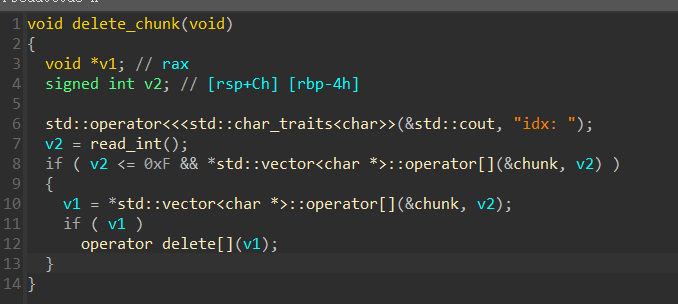 1 void delete_chunk(void)
2 {
3   void *v1; // rax
4   signed int v2; // [rsp+Ch] [rbp-4h]
5
6   std::operator<<<std::char_traits<char>>(&std::cout, "idx: ");
7   v2 = read_int();
8   if ( v2 <= 0xF && *std::vector<char *>::operator[](&chunk, v2) )
9   {
10     v1 = *std::vector<char *>::operator[](&chunk, v2);
11     if ( v1 )
12       operator delete[](v1);
13   }
14 }